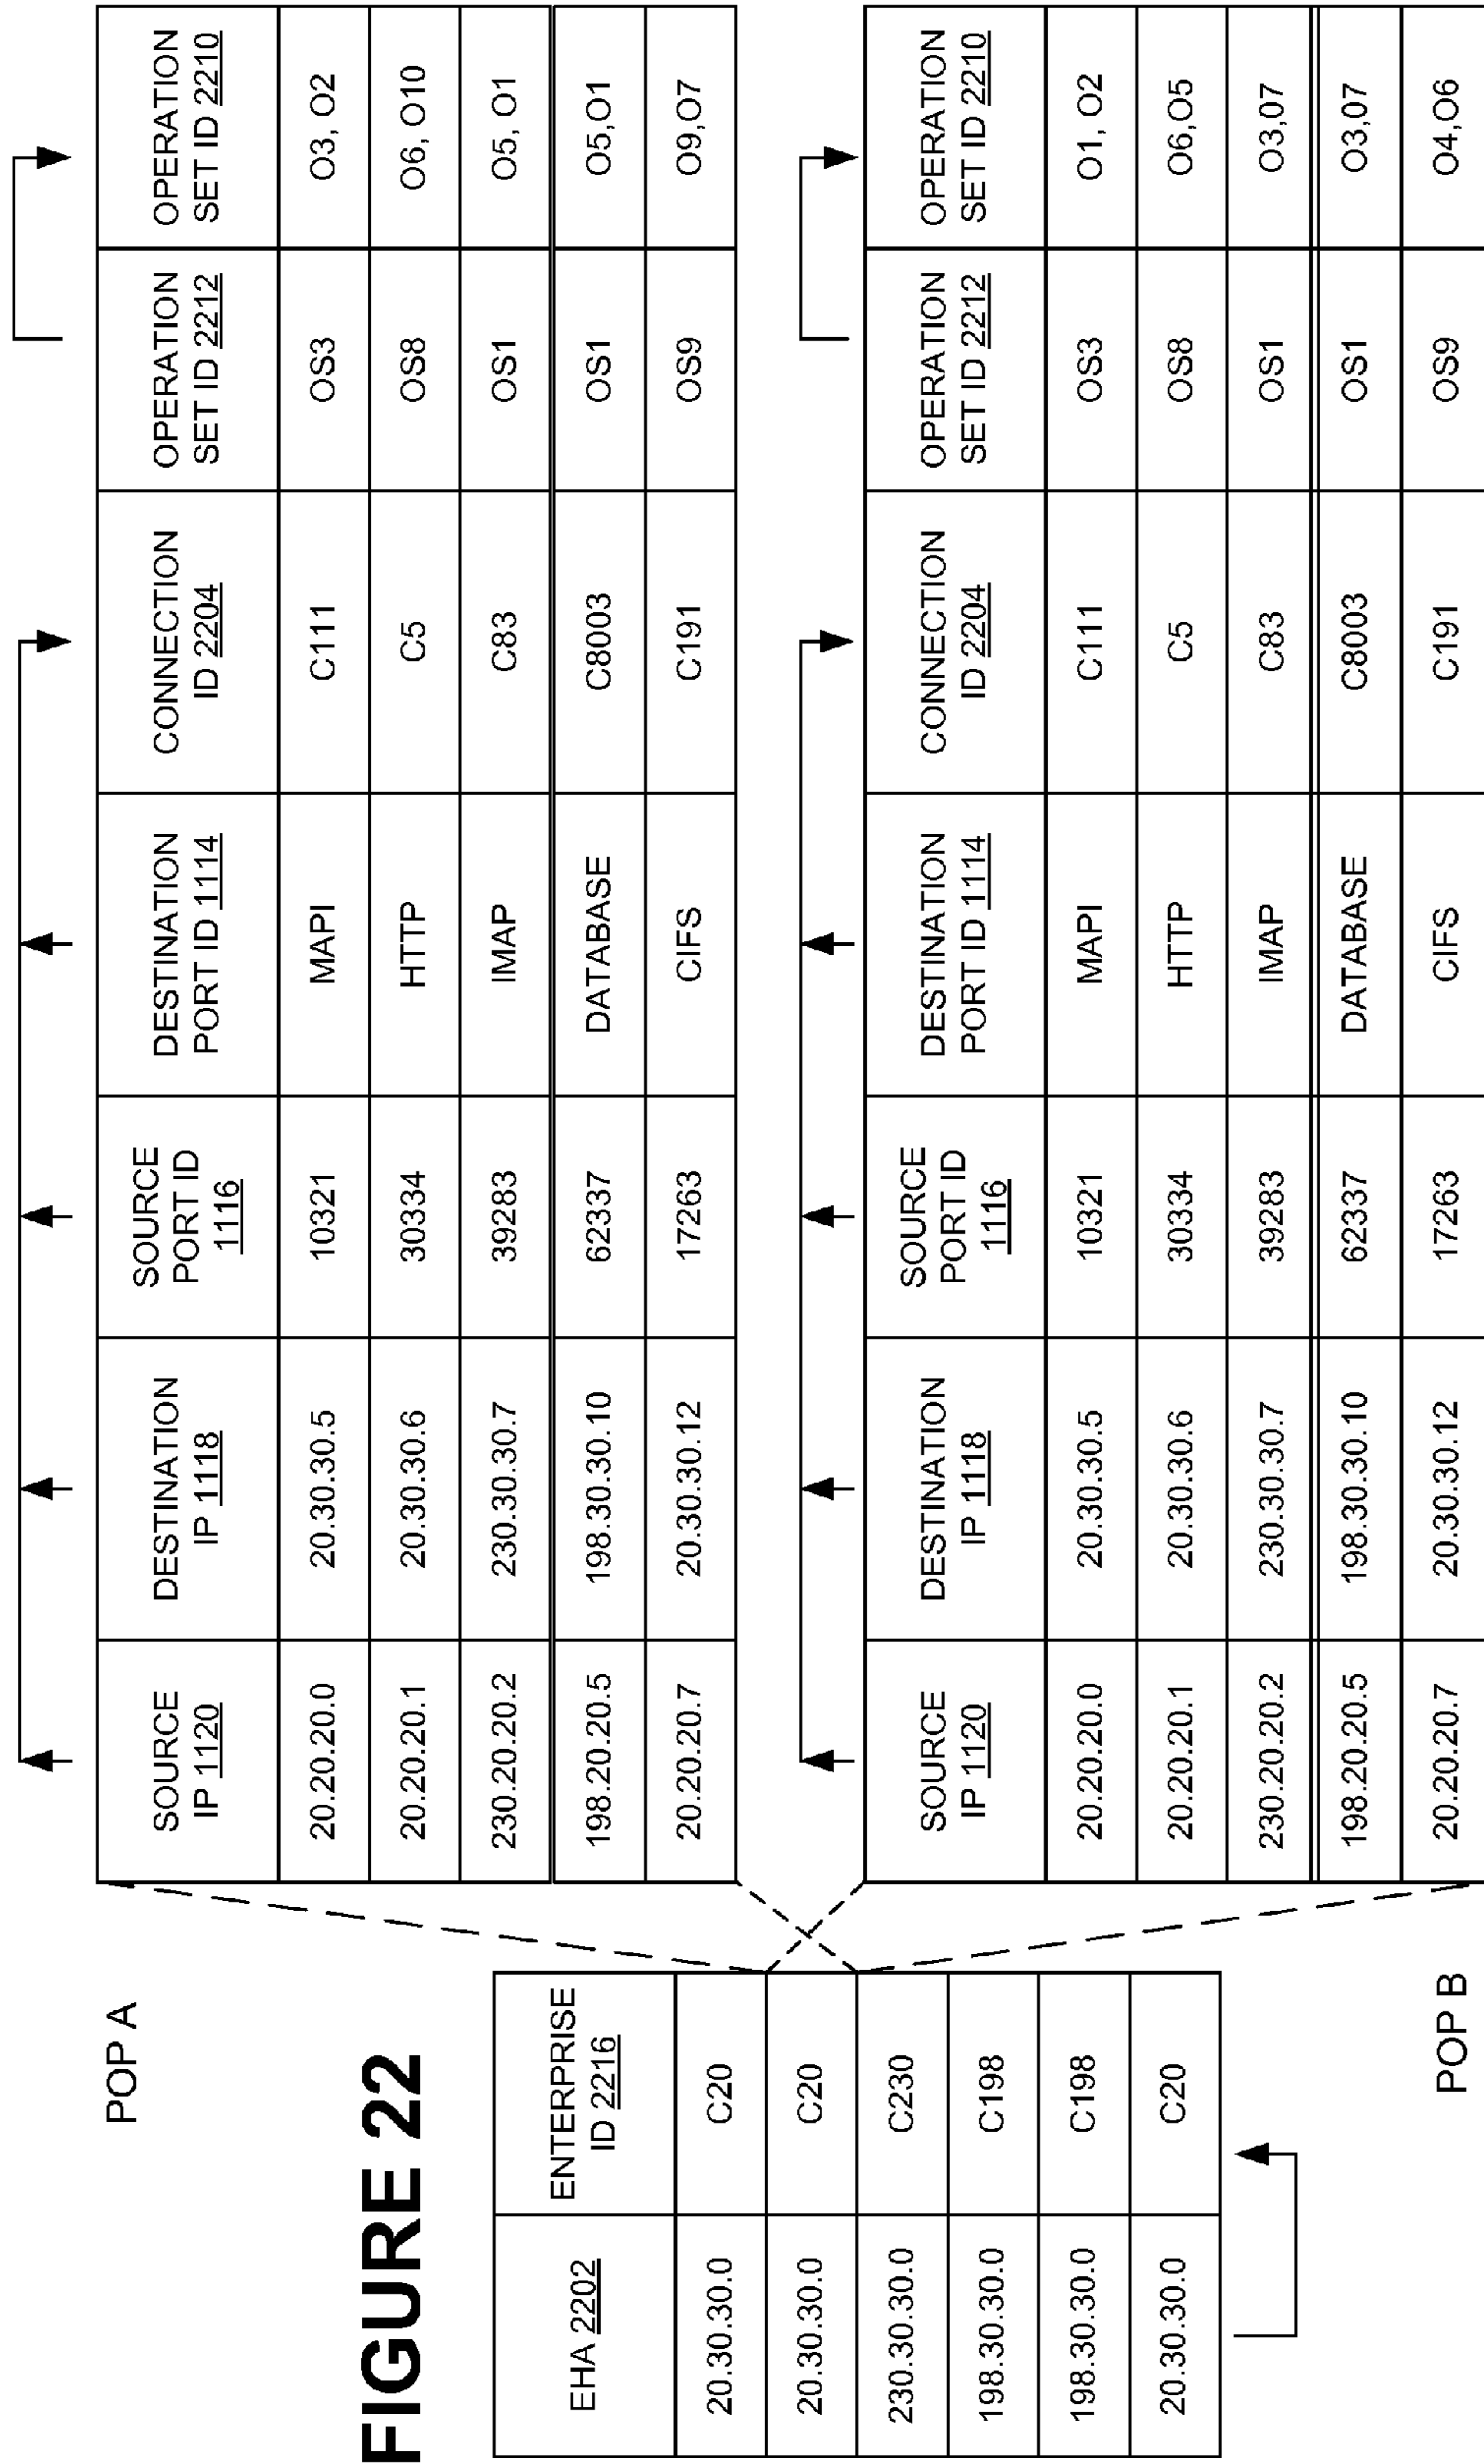 POP A
SOURCE IP 1120 DESTINATION IP 1118 SOURCE PORT ID 1116 DESTINATION PORT ID 1114 CONNECTION ID 2204 OPERATION SET ID 2212 OPERATION SET ID 2210
20.20.20.0 20.30.30.5 10321 MAPI C111 OS3 O3, O2
20.20.20.1 20.30.30.6 30334 HTTP C5 OS8 O6, O10
230.20.20.2 230.30.30.7 39283 IMAP C83 OS1 O5, O1
198.20.20.5 198.30.30.10 62337 DATABASE C8003 OS1 O5,O1
20.20.20.7 20.30.30.12 17263 CIFS C191 OS9 O9,O7
FIGURE 22
EHA 2202 ENTERPRISE ID 2216
20.30.30.0 C20
20.30.30.0 C20
230.30.30.0 C230
198.30.30.0 C198
198.30.30.0 C198
20.30.30.0 C20
SOURCE IP 1120 DESTINATION IP 1118 SOURCE PORT ID 1116 DESTINATION PORT ID 1114 CONNECTION ID 2204 OPERATION SET ID 2212 OPERATION SET ID 2210
20.20.20.0 20.30.30.5 10321 MAPI C111 OS3 O1, O2
20.20.20.1 20.30.30.6 30334 HTTP C5 OS8 O6,O5
230.20.20.2 230.30.30.7 39283 IMAP C83 OS1 O3,07
198.20.20.5 198.30.30.10 62337 DATABASE C8003 OS1 O3,07
20.20.20.7 20.30.30.12 17263 CIFS C191 OS9 O4,O6
POP B